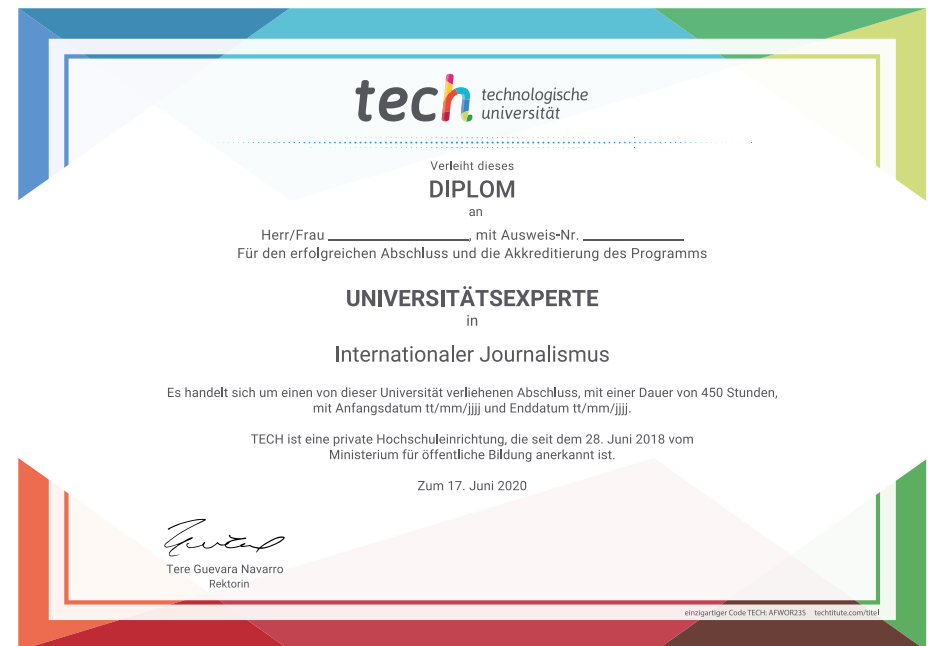 tech technologische
universität
Verleiht dieses
DIPLOM
an
Herr/Frau ____________________, mit Ausweis-Nr. ______________
Für den erfolgreichen Abschluss und die Akkreditierung des Programms
UNIVERSITÄTSEXPERTE
in
Internationaler Journalismus
Es handelt sich um einen von dieser Universität verliehenen Abschluss, mit einer Dauer von 450 Stunden,
mit Anfangsdatum tt/mm/jjjj und Enddatum tt/mm/jjjj.
TECH ist eine private Hochschuleinrichtung, die seit dem 28. Juni 2018 vom
Ministerium für öffentliche Bildung anerkannt ist.
Zum 17. Juni 2020
Tere Guevara Navarro
Rektorin
einzigartiger Code TECH: AFWOR23S techtitute.com/titel